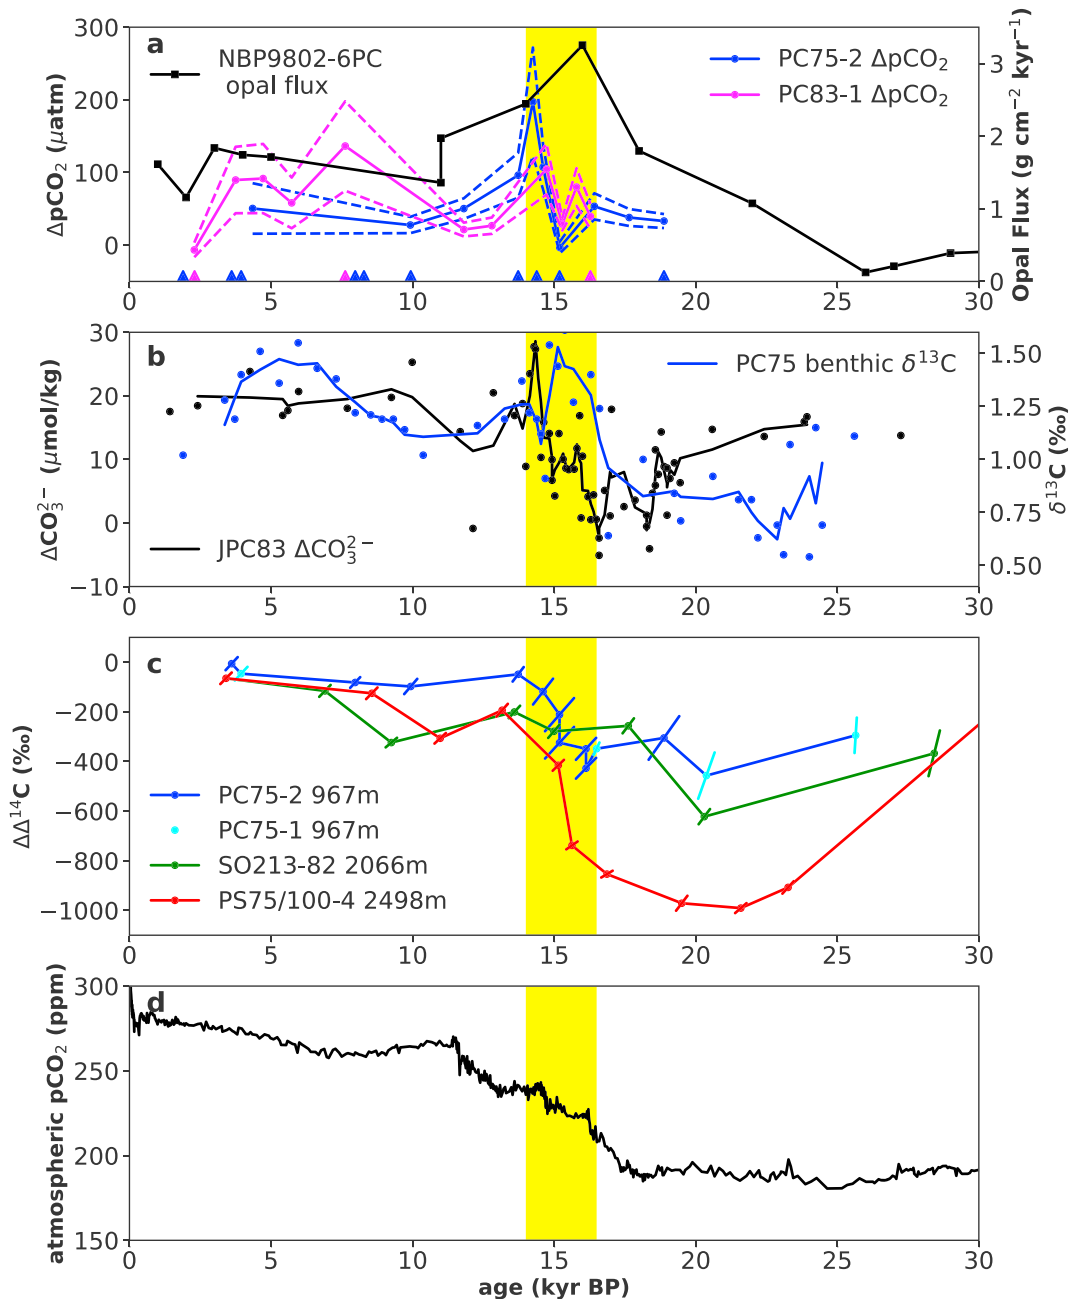 a
NBP9802-6PC
opal flux
PC75-2 ΔpCO₂
PC83-1 ΔpCO₂
300
200
100
0
ΔpCO₂ (μatm)
3
2
1
0
Opal Flux (g cm⁻² kyr⁻¹)
0 5 10 15 20 25 30
b
PC75 benthic δ¹³C
JPC83 ΔCO₃²⁻
30
20
10
0
−10
ΔCO₃²⁻ (μmol/kg)
1.50
1.25
1.00
0.75
0.50
δ¹³C (‰)
0 5 10 15 20 25 30
c
PC75-2 967m
PC75-1 967m
SO213-82 2066m
PS75/100-4 2498m
0
−200
−400
−600
−800
−1000
ΔΔ¹⁴C (‰)
0 5 10 15 20 25 30
d
300
250
200
150
atmospheric pCO₂ (ppm)
0 5 10 15 20 25 30
age (kyr BP)